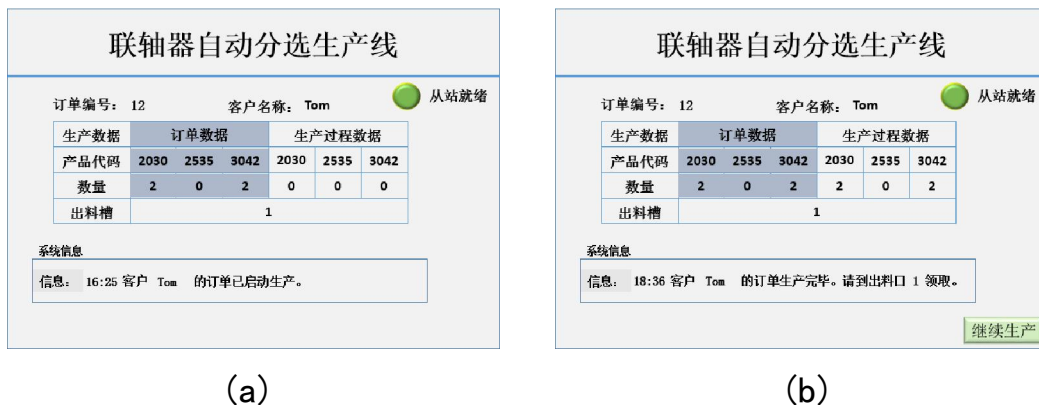 联轴器自动分选生产线
订单编号： 12 客户名称： Tom 从站就绪
生产数据 订单数据 生产过程数据
产品代码 2030 2535 3042 2030 2535 3042
数量 2 0 2 0 0 0
出料槽 1
系统信息
信息： 16:25 客户 Tom 的订单已启动生产。
(a)
联轴器自动分选生产线
订单编号： 12 客户名称： Tom 从站就绪
生产数据 订单数据 生产过程数据
产品代码 2030 2535 3042 2030 2535 3042
数量 2 0 2 2 0 2
出料槽 1
系统信息
信息： 18:36 客户 Tom 的订单生产完毕。请到出料口 1 领取。
继续生产
(b)